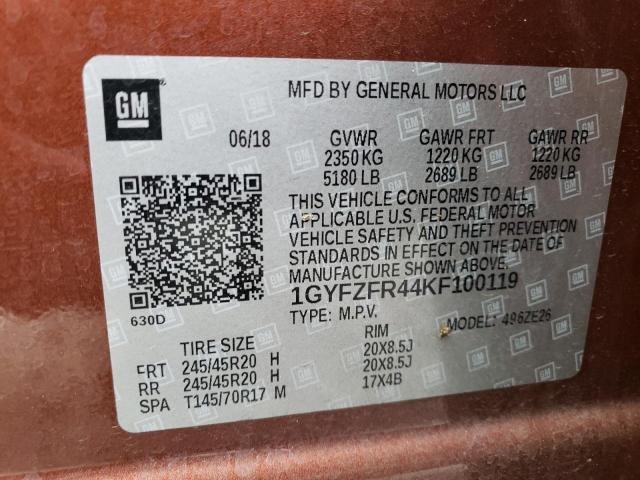 GM
MFD BY GENERAL MOTORS LLC
06/18 GVWR GAWR FRT GAWR RR
2350 KG 1220 KG 1220 KG
5180 LB 2689 LB 2689 LB
THIS VEHICLE CONFORMS TO ALL
APPLICABLE U.S. FEDERAL MOTOR
VEHICLE SAFETY AND THEFT PREVENTION
STANDARDS IN EFFECT ON THE DATE OF
MANUFACTURE SHOWN ABOVE.
1GYFZFR44KF100119
630D
TYPE: M.P.V. MODEL: 496ZE26
TIRE SIZE RIM
FRT 245/45R20 H 20X8.5J
RR 245/45R20 H 20X8.5J
SPA T145/70R17 M 17X4B